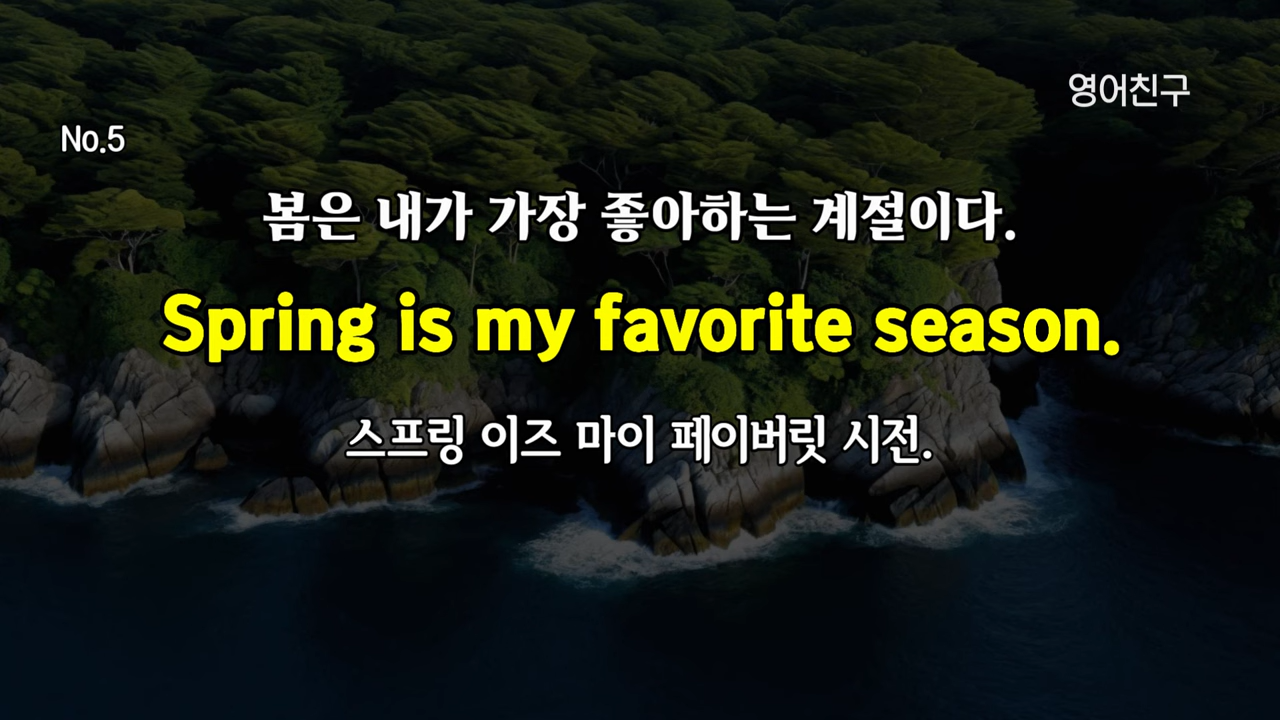 영어친구
No.5
봄은 내가 가장 좋아하는 계절이다.
Spring is my favorite season.
스프링 이즈 마이 페이버릿 시전.